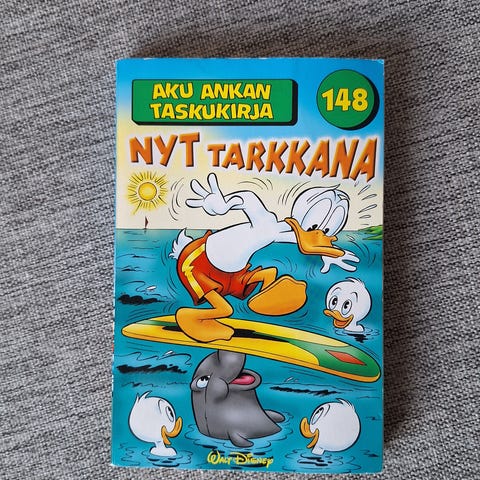 AKU ANKAN
TASKUKIRJA
148
NYT TARKKANA
WALT DISNEY